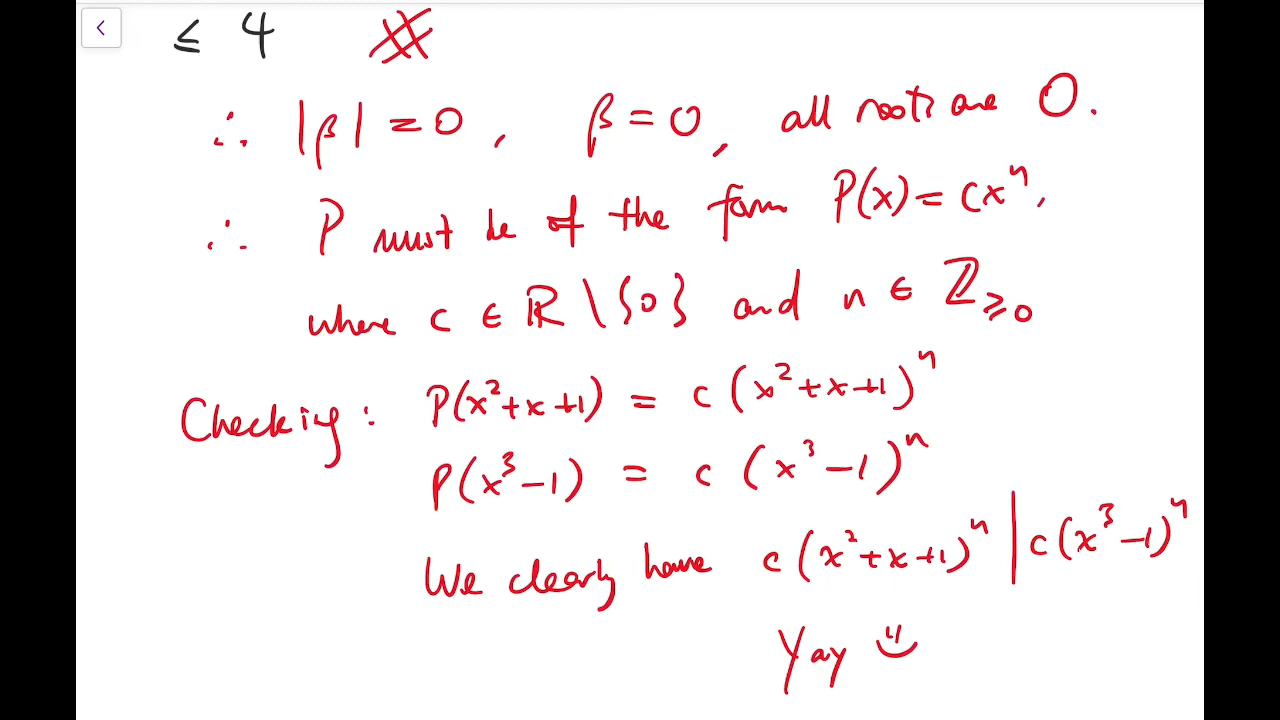 ≤ 4
∴ |β| = 0, β = 0, all roots are 0.
∴ P must be of the form P(x) = cxⁿ,
where c ∈ ℝ \ {0} and n ∈ ℤ≥0
Checking: P(x²+x+1) = c(x²+x+1)ⁿ
P(x³−1) = c(x³−1)ⁿ
We clearly have c(x²+x+1)ⁿ | c(x³−1)ⁿ
Yay